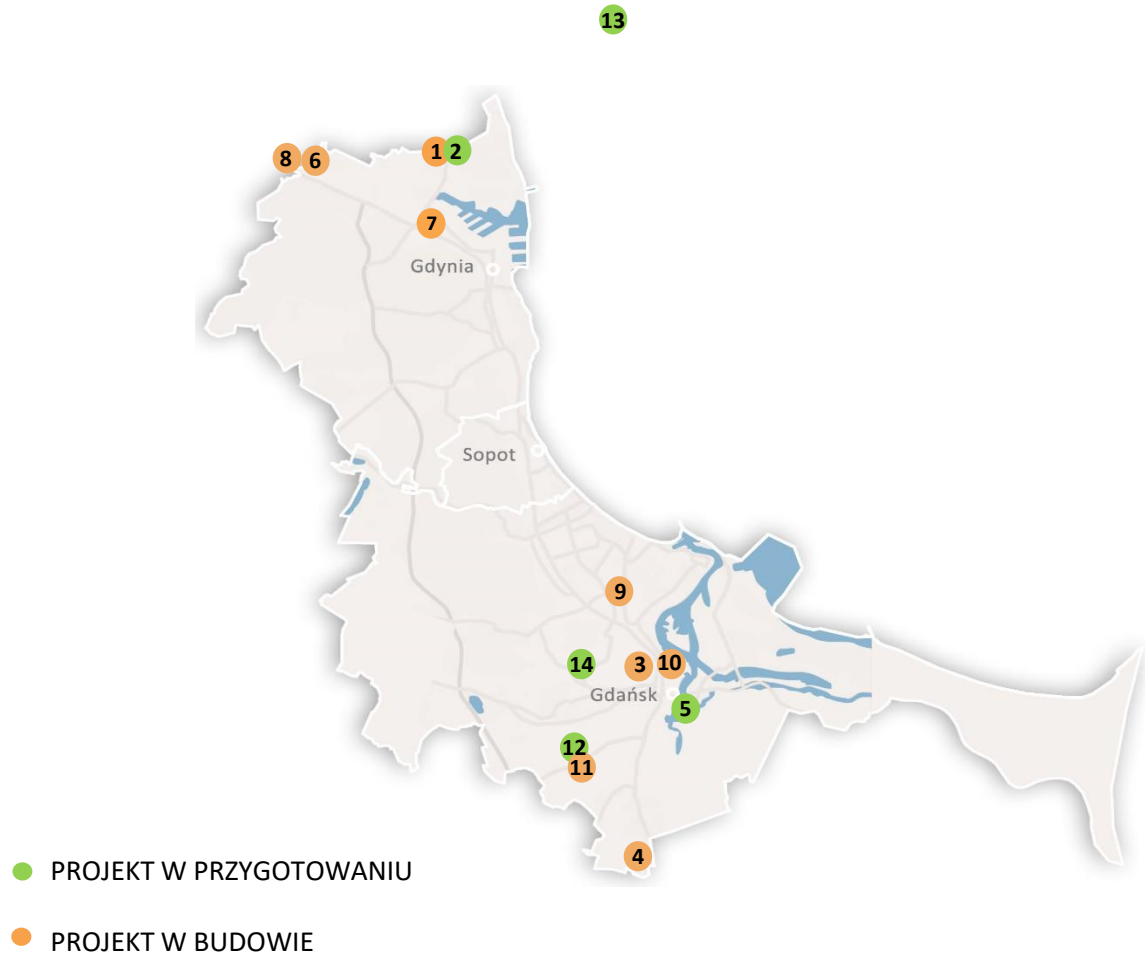 13
8 6 1 2
7
Gdynia
Sopot
9
14 3 10
Gdańsk
5
12
11
4
PROJEKT W PRZYGOTOWANIU
PROJEKT W BUDOWIE